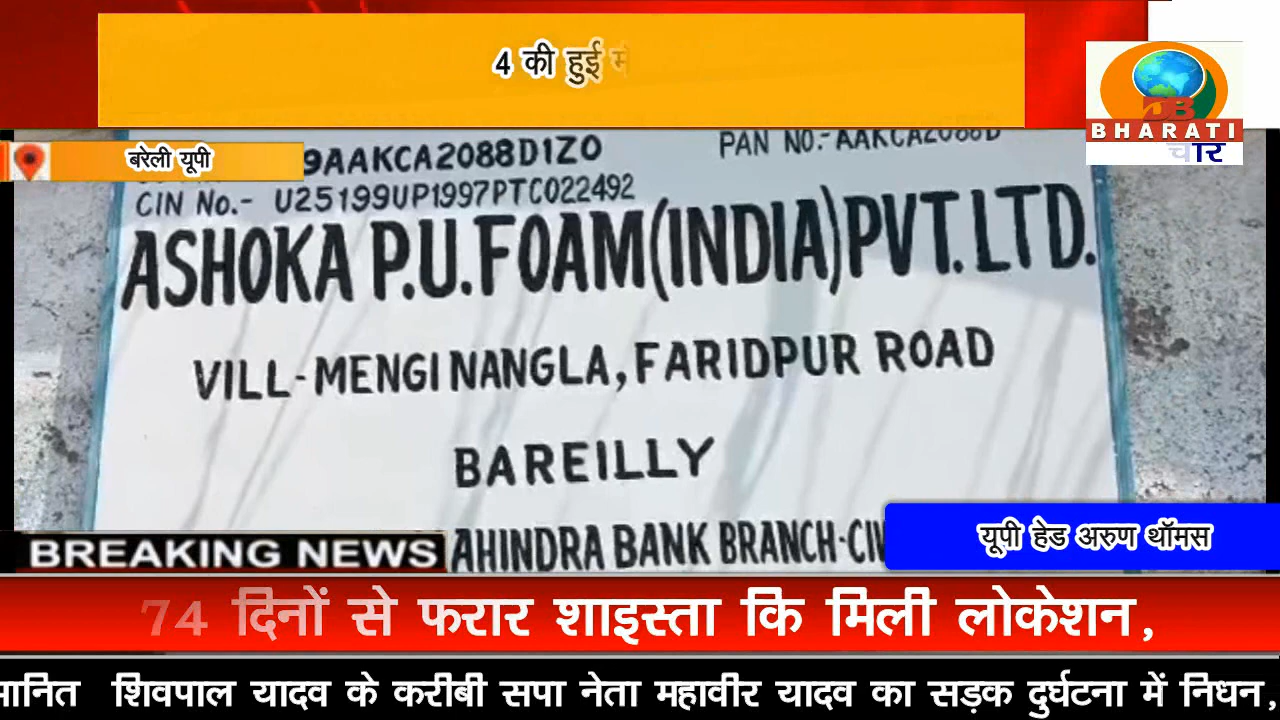 4 की हुई
DB
BHARATI
चार
बरेली यूपी
9AAKCA2088D1ZO
PAN NO:- AAKCA2088D
CIN No.- U25199UP1997PTC022492
ASHOKA P.U.FOAM(INDIA)PVT.LTD.
VILL-MENGI NANGLA, FARIDPUR ROAD
BAREILLY
AHINDRA BANK BRANCH-CIV
यूपी हेड अरुण थॉमस
BREAKING NEWS
74 दिनों से फरार शाइस्ता कि मिली लोकेशन,
मानित शिवपाल यादव के करीबी सपा नेता महावीर यादव का सड़क दुर्घटना में निधन,